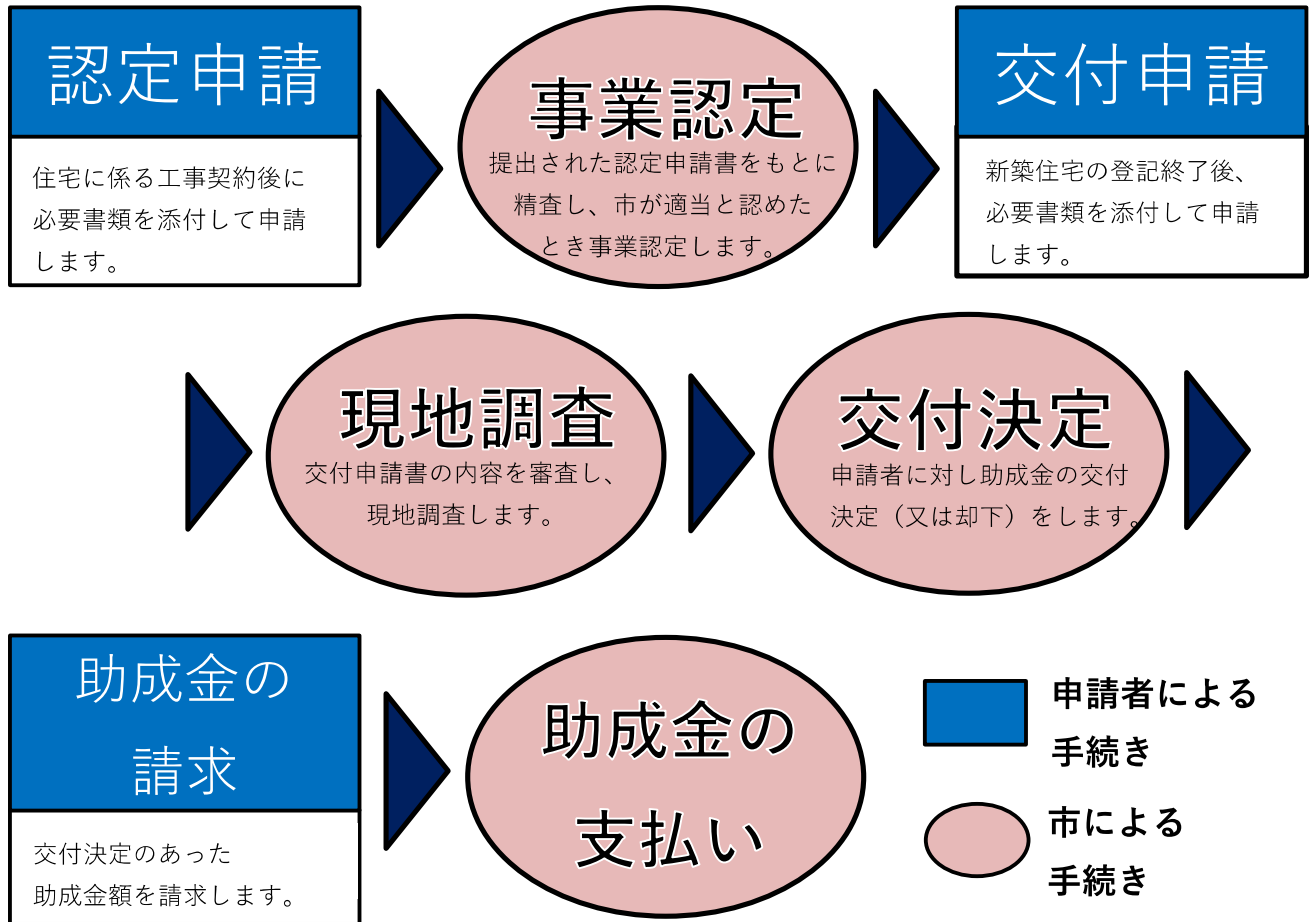 認定申請
住宅に係る工事契約後に
必要書類を添付して申請
します。
事業認定
提出された認定申請書をもとに
精査し、市が適当と認めた
とき事業認定します。
交付申請
新築住宅の登記終了後、
必要書類を添付して申請
します。
現地調査
交付申請書の内容を審査し、
現地調査します。
交付決定
申請者に対し助成金の交付
決定（又は却下）をします。
助成金の
請求
交付決定のあった
助成金額を請求します。
助成金の
支払い
申請者による
手続き
市による
手続き